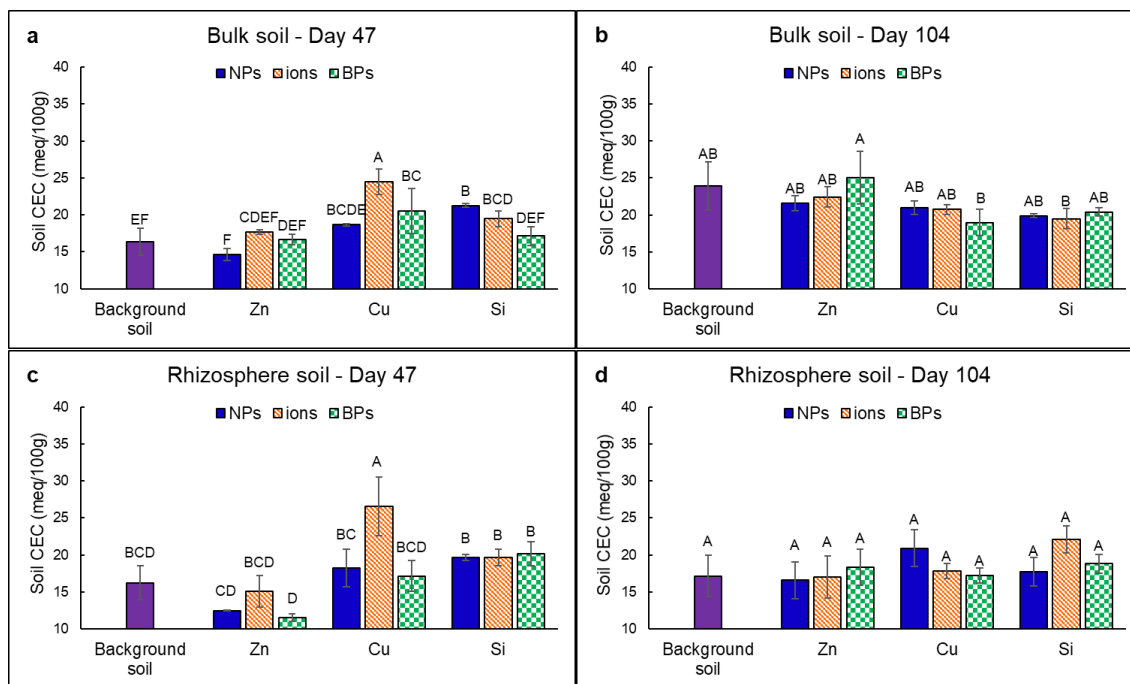 a
Bulk soil - Day 47
NPs ions BPs
Soil CEC (meq/100g)
40
35
30
25
20
15
10
EF
F
CDEF
DEF
BCDE
A
BC
B
BCD
DEF
Background soil
Zn
Cu
Si
b
Bulk soil - Day 104
NPs ions BPs
Soil CEC (meq/100g)
40
35
30
25
20
15
10
AB
AB
AB
A
AB
AB
B
AB
B
AB
Background soil
Zn
Cu
Si
c
Rhizosphere soil - Day 47
NPs ions BPs
Soil CEC (meq/100g)
40
35
30
25
20
15
10
BCD
CD
BCD
D
BC
A
BCD
B
B
B
Background soil
Zn
Cu
Si
d
Rhizosphere soil - Day 104
NPs ions BPs
Soil CEC (meq/100g)
40
35
30
25
20
15
10
A
A
A
A
A
A
A
A
A
A
Background soil
Zn
Cu
Si